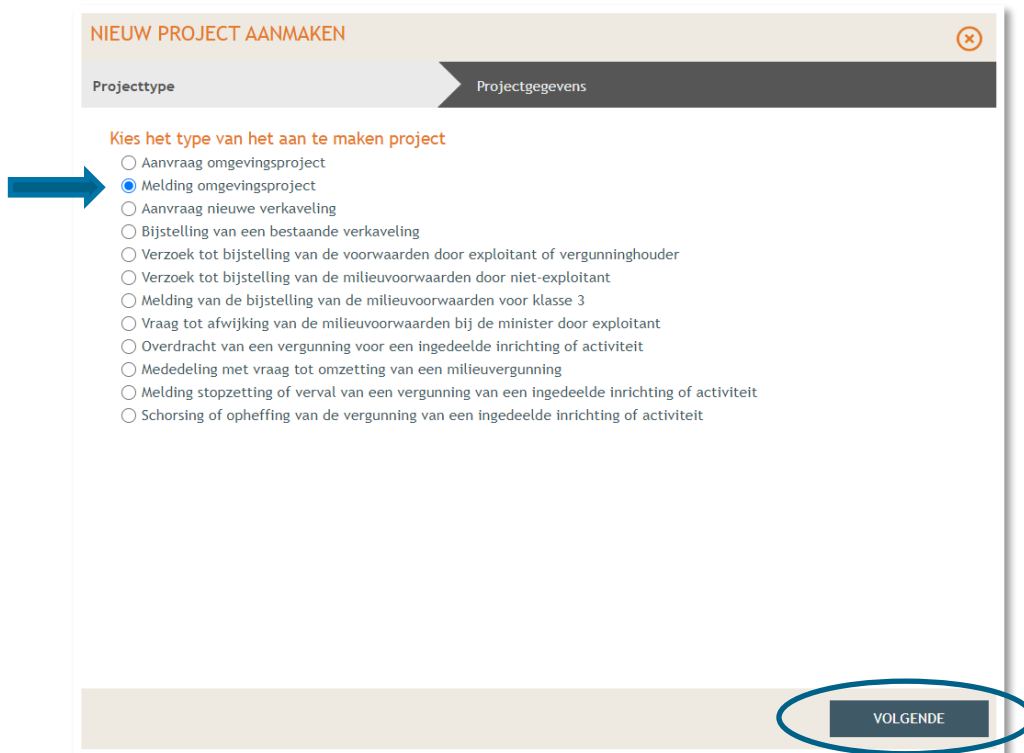 NIEUW PROJECT AANMAKEN
Projecttype
Projectgegevens
Kies het type van het aan te maken project
Aanvraag omgevingsproject
Melding omgevingsproject
Aanvraag nieuwe verkaveling
Bijstelling van een bestaande verkaveling
Verzoek tot bijstelling van de voorwaarden door exploitant of vergunninghouder
Verzoek tot bijstelling van de milieuvoorwaarden door niet-exploitant
Melding van de bijstelling van de milieuvoorwaarden voor klasse 3
Vraag tot afwijking van de milieuvoorwaarden bij de minister door exploitant
Overdracht van een vergunning voor een ingedeelde inrichting of activiteit
Mededeling met vraag tot omzetting van een milieuvergunning
Melding stopzetting of verval van een vergunning van een ingedeelde inrichting of activiteit
Schorsing of opheffing van de vergunning van een ingedeelde inrichting of activiteit
VOLGENDE